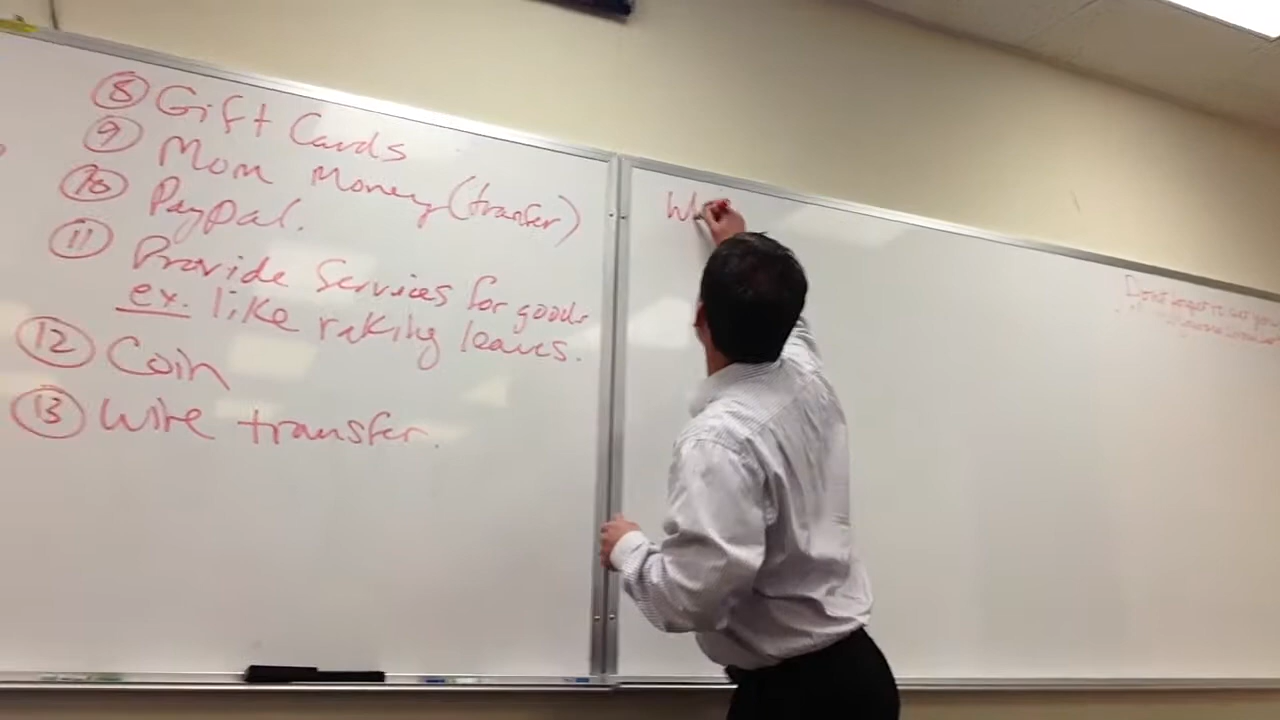 8 Gift Cards
9 Mom Money (transfer)
10 Paypal.
11 Provide Services for goods
ex. like raking leaves.
12 Coin
13 Wire transfer.